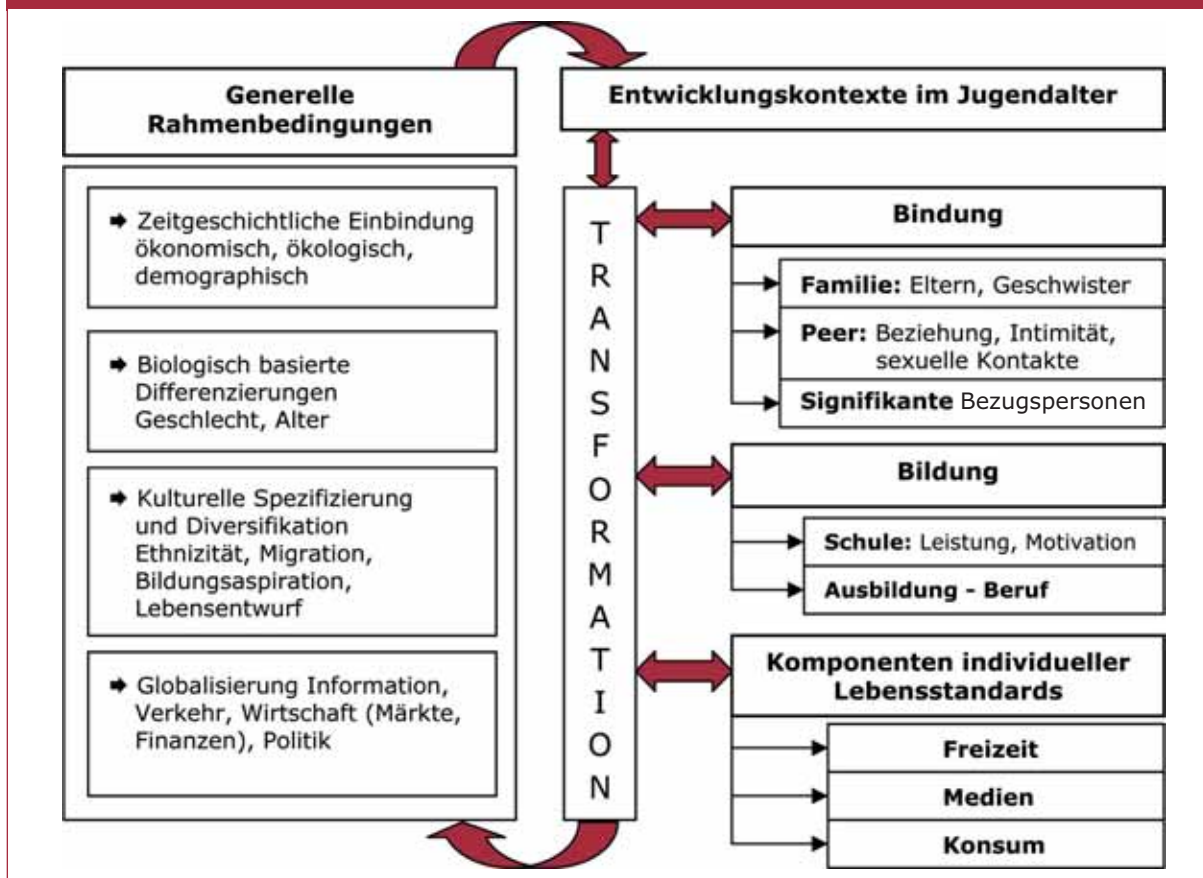 Generelle
Rahmenbedingungen
➡ Zeitgeschichtliche Einbindung
ökonomisch, ökologisch,
demographisch
➡ Biologisch basierte
Differenzierungen
Geschlecht, Alter
➡ Kulturelle Spezifizierung
und Diversifikation
Ethnizität, Migration,
Bildungsaspiration,
Lebensentwurf
➡ Globalisierung Information,
Verkehr, Wirtschaft (Märkte,
Finanzen), Politik
Entwicklungskontexte im Jugendalter
T
R
A
N
S
F
O
R
M
A
T
I
O
N
Bindung
Familie: Eltern, Geschwister
Peer: Beziehung, Intimität,
sexuelle Kontakte
Signifikante Bezugspersonen
Bildung
Schule: Leistung, Motivation
Ausbildung - Beruf
Komponenten individueller
Lebensstandards
Freizeit
Medien
Konsum